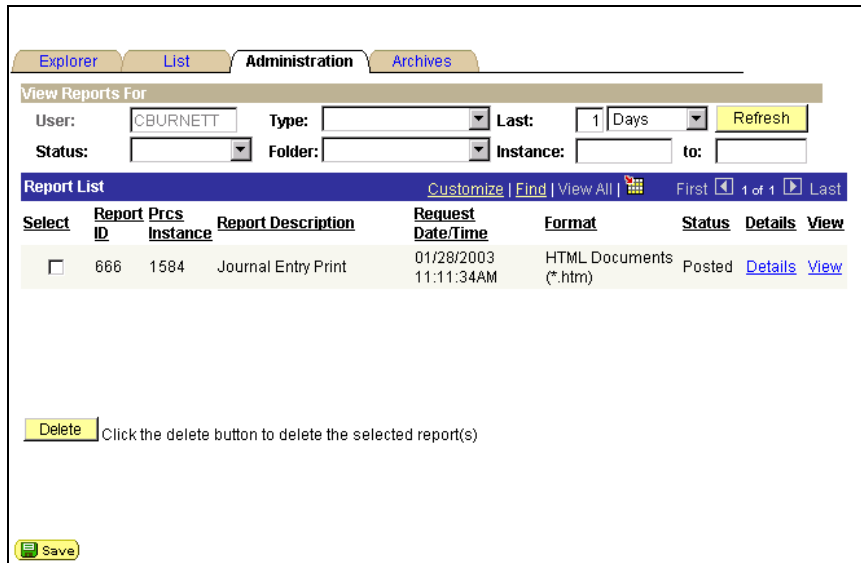 Explorer List Administration Archives
View Reports For
User: CBURNETT Type: Last: 1 Days Refresh
Status: Folder: Instance: to:
Report List Customize | Find | View All | First 1 of 1 Last
Select Report ID Prcs Instance Report Description Request Date/Time Format Status Details View
666 1584 Journal Entry Print 01/28/2003 11:11:34AM HTML Documents (*.htm) Posted Details View
Delete Click the delete button to delete the selected report(s)
Save